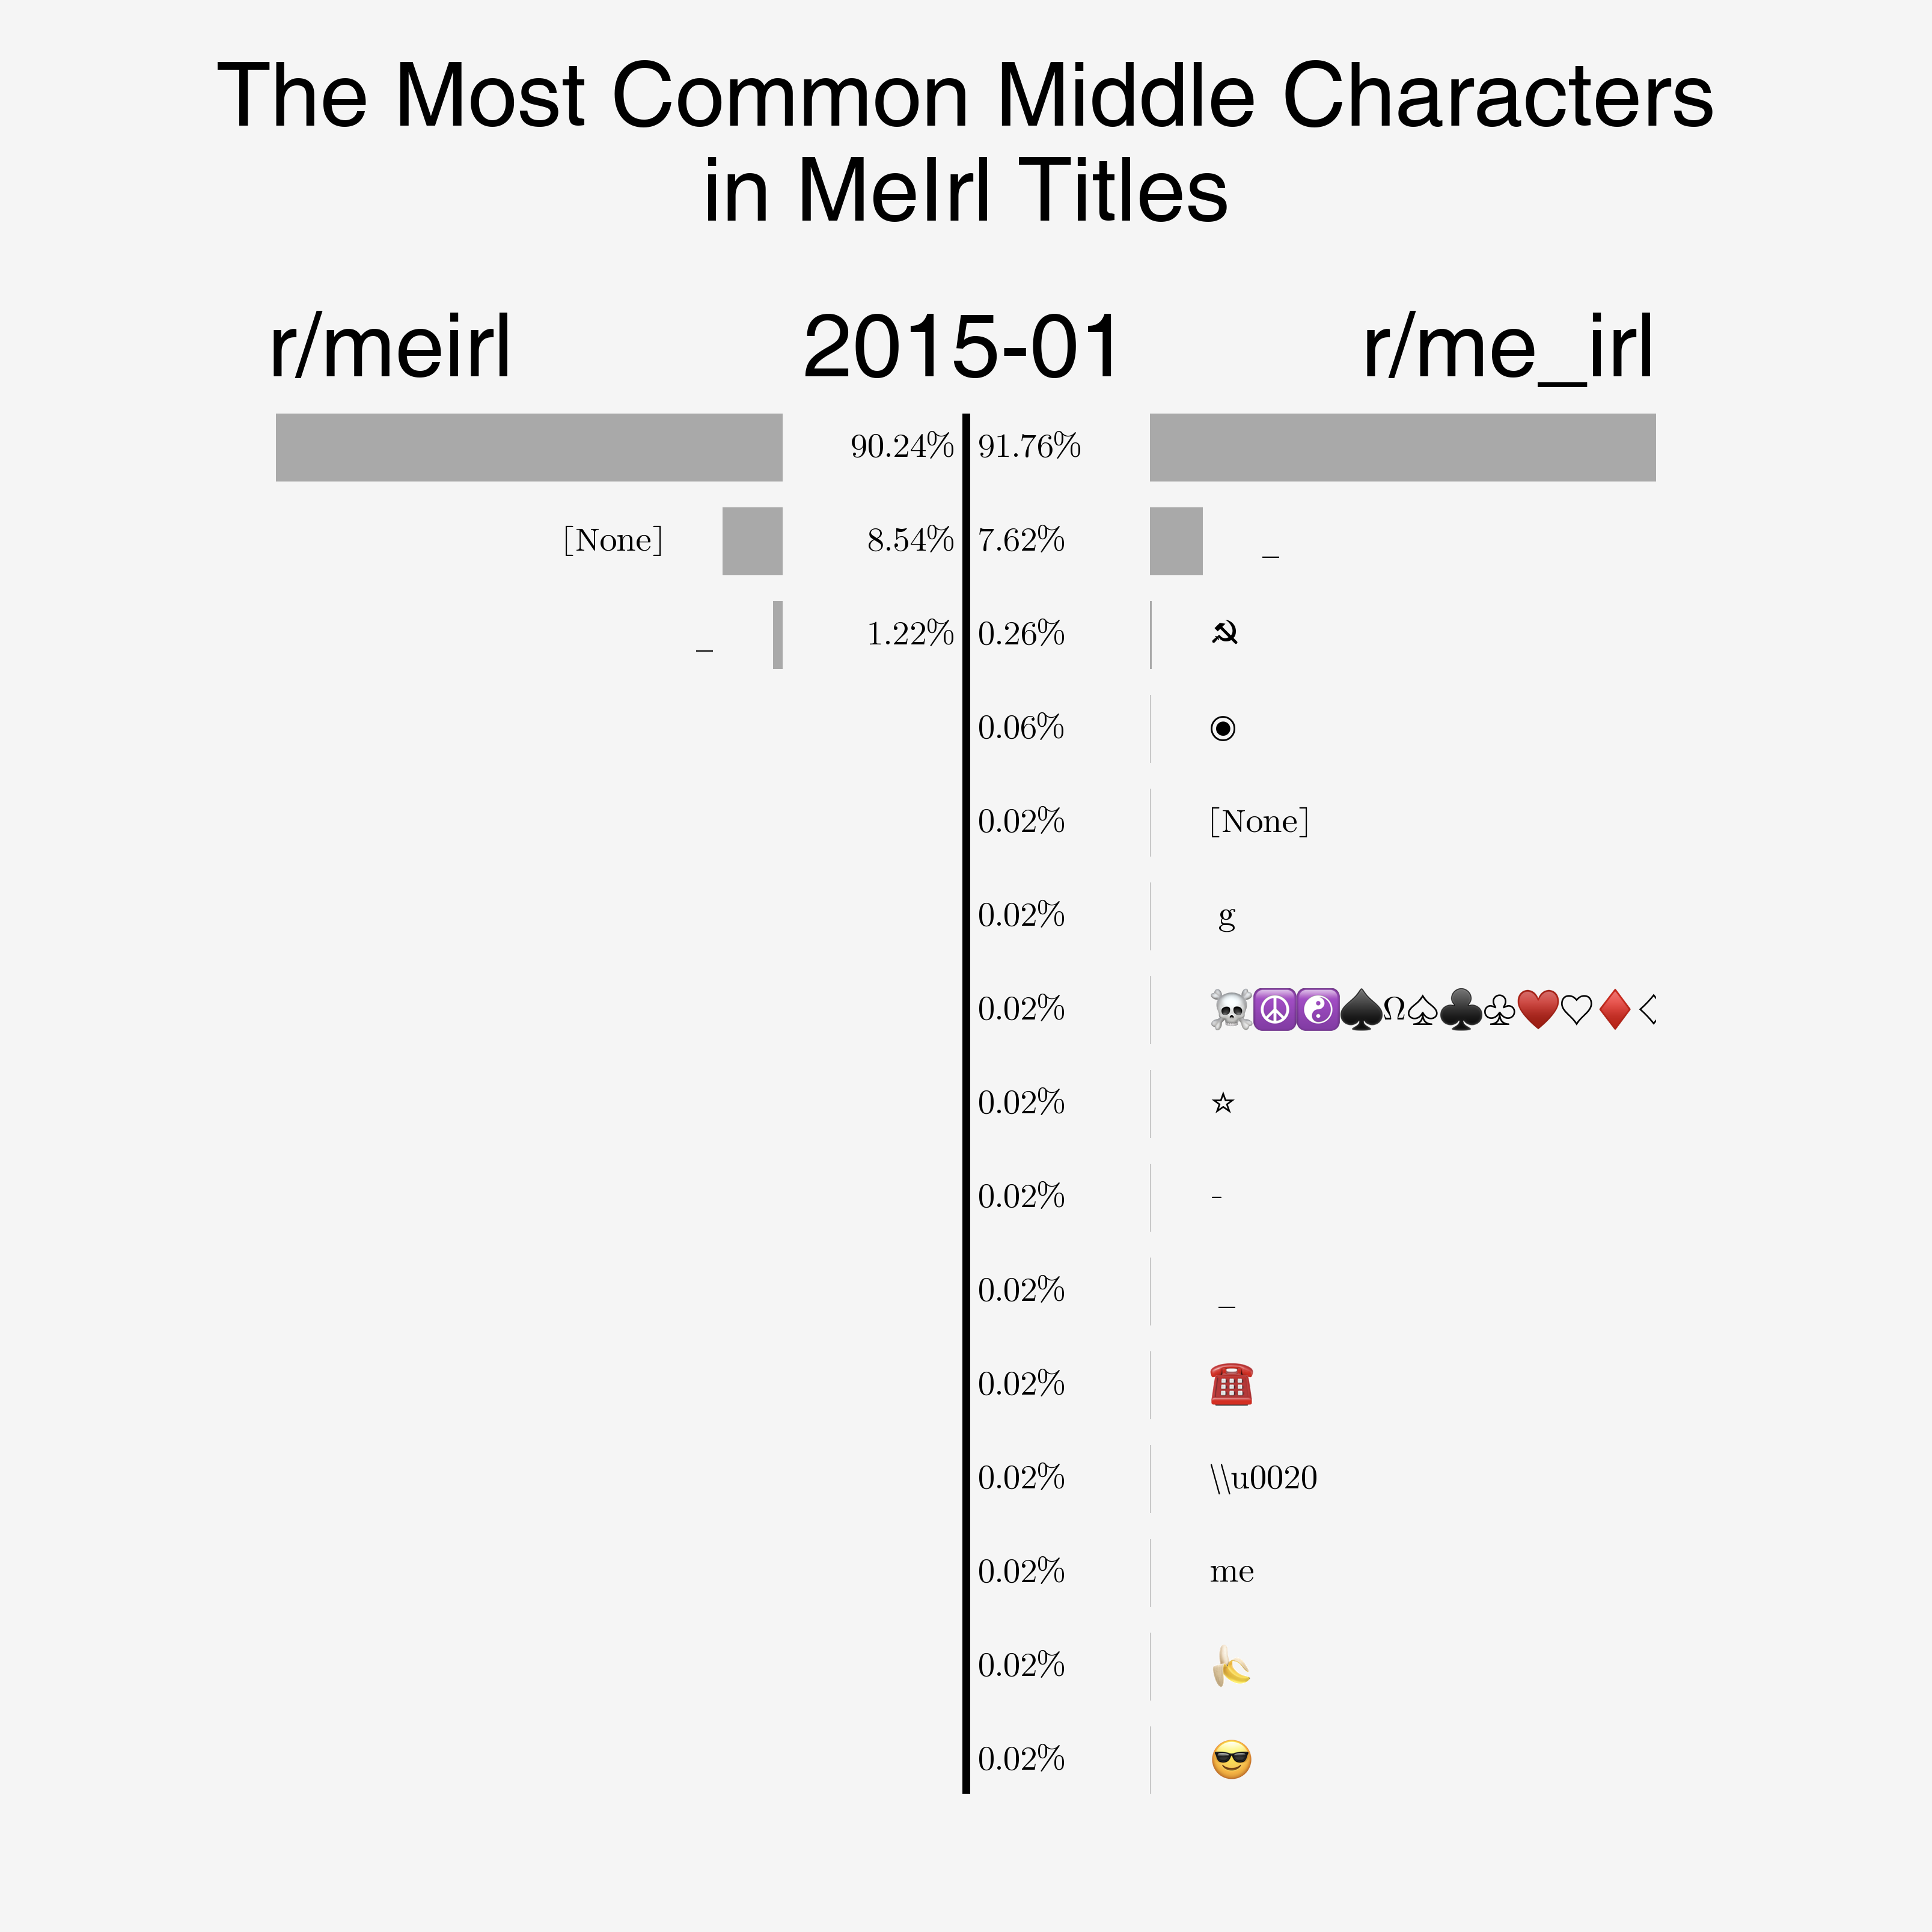 The Most Common Middle Characters
in MeIrl Titles
r/meirl 2015-01 r/me_irl
90.24% 91.76%
[None] 8.54% 7.62% _
_ 1.22% 0.26% ☭
0.06% ◉
0.02% [None]
0.02% g
0.02% ☠☮☯♠Ω♤♣♧♥♡♦
0.02% ☆
0.02% -
0.02% _
0.02% ☎
0.02% \\u0020
0.02% me
0.02% 🍌
0.02% 😎